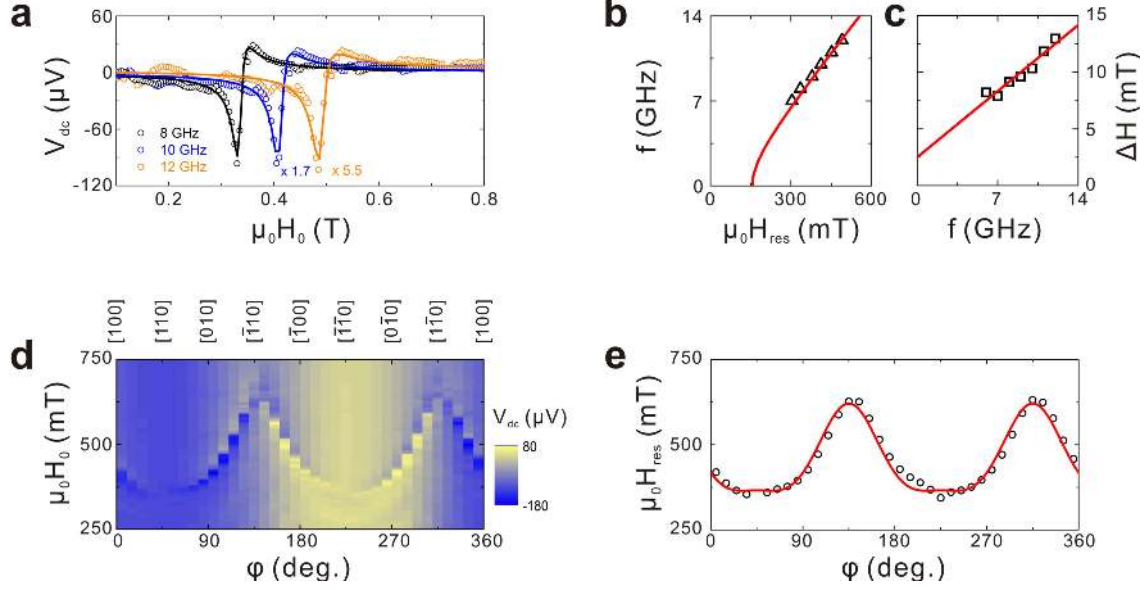 a
60
0
-60
-120
V_dc (μV)
8 GHz
10 GHz
12 GHz
x 1.7
x 5.5
0.2
0.4
0.6
0.8
μ₀H₀ (T)
b
14
7
0
f (GHz)
300
600
μ₀H_res (mT)
c
15
10
5
0
ΔH (mT)
0
7
14
f (GHz)
[100]
[110]
[010]
[1̄10]
[1̄00]
[1̄1̄0]
[01̄0]
[11̄0]
[100]
d
750
500
250
μ₀H₀ (mT)
0
90
180
270
360
φ (deg.)
V_dc (μV)
80
-180
e
750
500
250
μ₀H_res (mT)
0
90
180
270
360
φ (deg.)